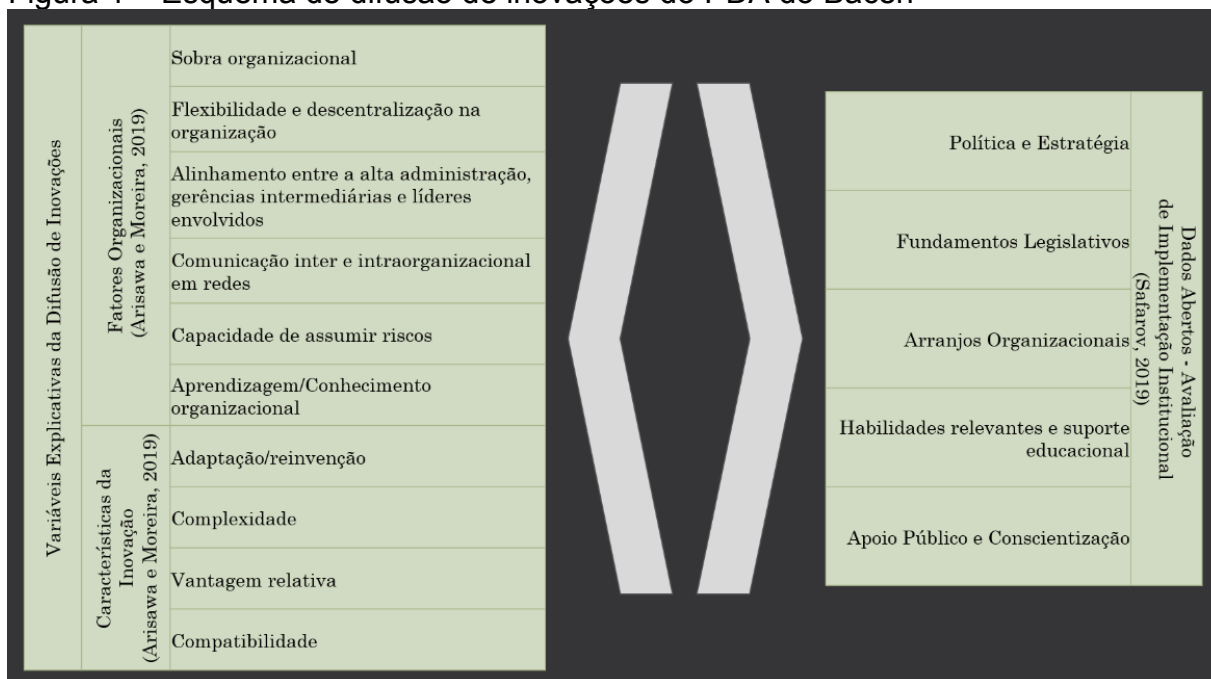 Figura 1 – Esquema de difusão de inovações do PDA do Bacen
Variáveis Explicativas da Difusão de Inovações
Fatores Organizacionais
(Arisawa e Moreira, 2019)
Sobra organizacional
Flexibilidade e descentralização na
organização
Alinhamento entre a alta administração,
gerências intermediárias e líderes
envolvidos
Comunicação inter e intraorganizacional
em redes
Capacidade de assumir riscos
Aprendizagem/Conhecimento
organizacional
Características da
Inovação
(Arisawa e Moreira, 2019)
Adaptação/reinvenção
Complexidade
Vantagem relativa
Compatibilidade
Política e Estratégia
Fundamentos Legislativos
Arranjos Organizacionais
Habilidades relevantes e suporte
educacional
Apoio Público e Conscientização
Dados Abertos - Avaliação
de Implementação Institucional
(Safarov, 2019)